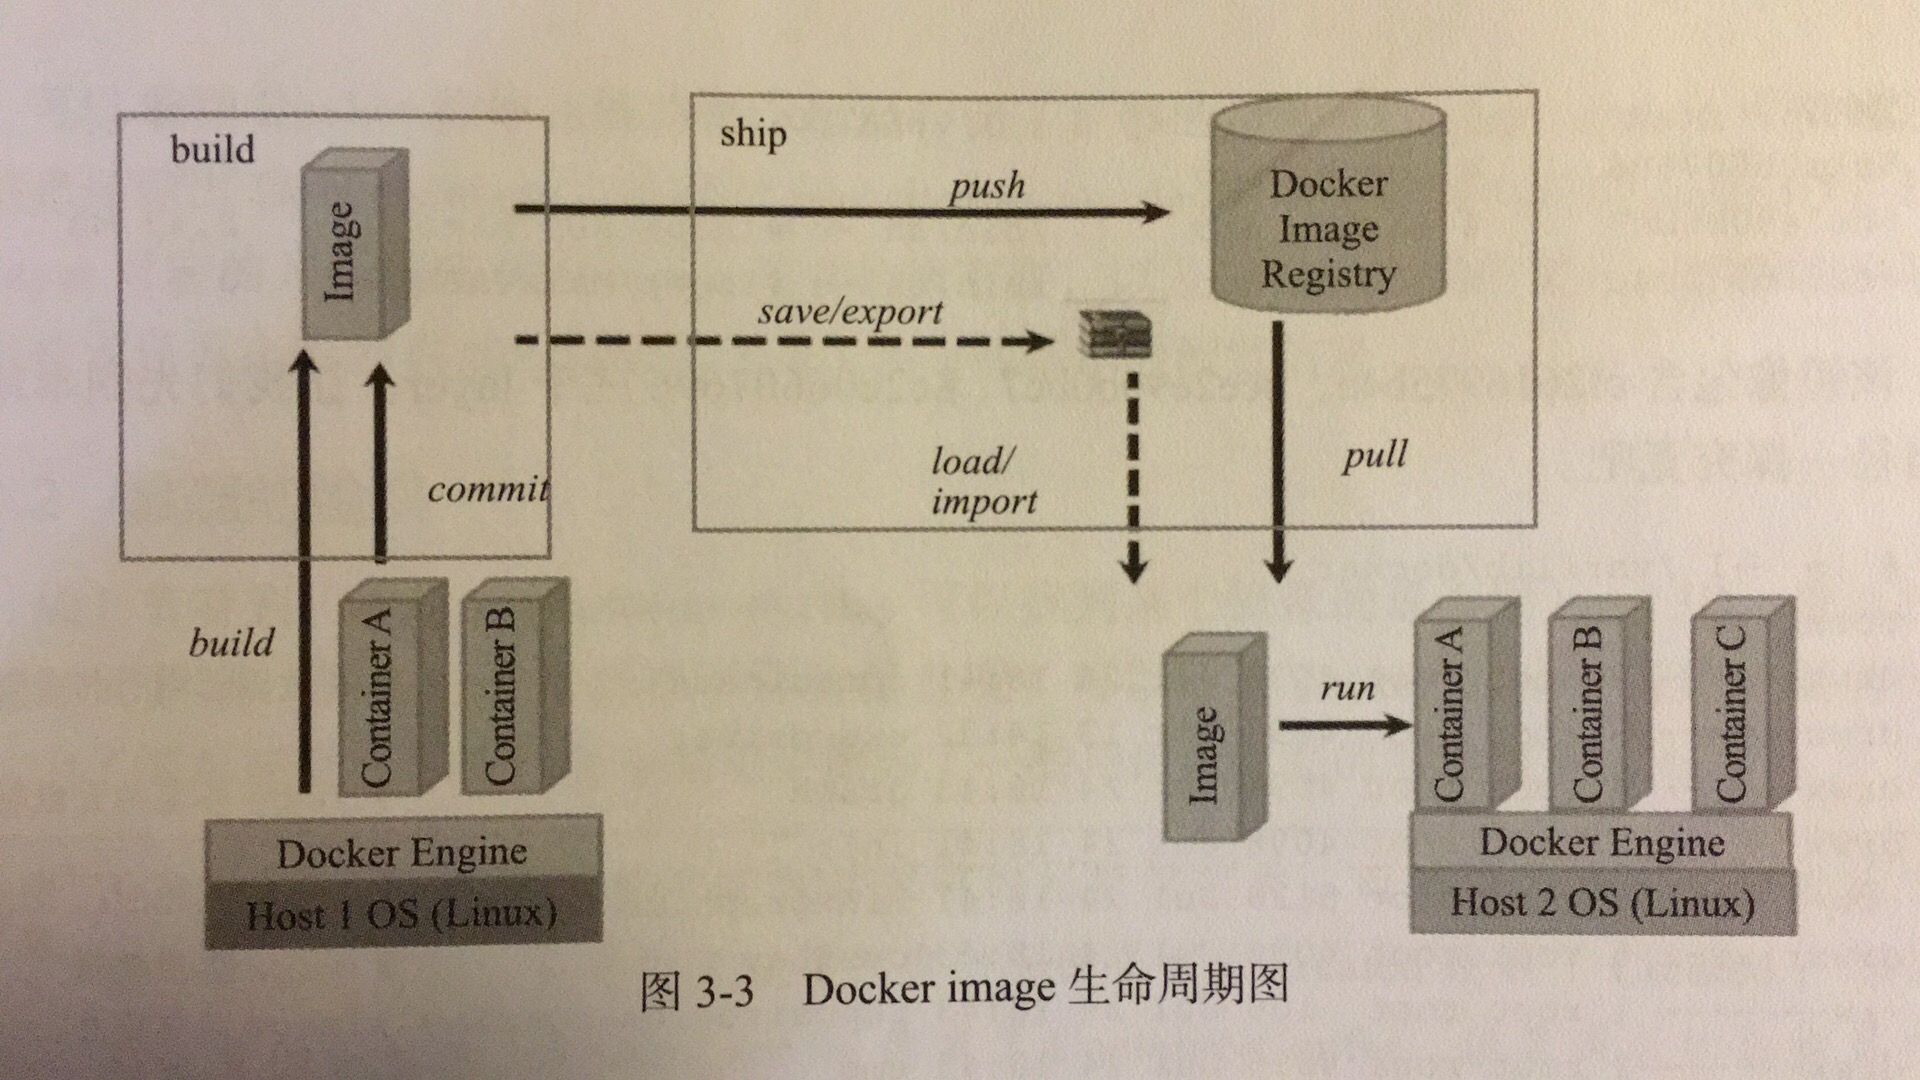 build
Image
commit
build
Container A
Container B
Docker Engine
Host 1 OS (Linux)
ship
push
save/export
Docker
Image
Registry
load/
import
pull
Image
run
Container A
Container B
Container C
Docker Engine
Host 2 OS (Linux)
图 3-3 Docker image 生命周期图